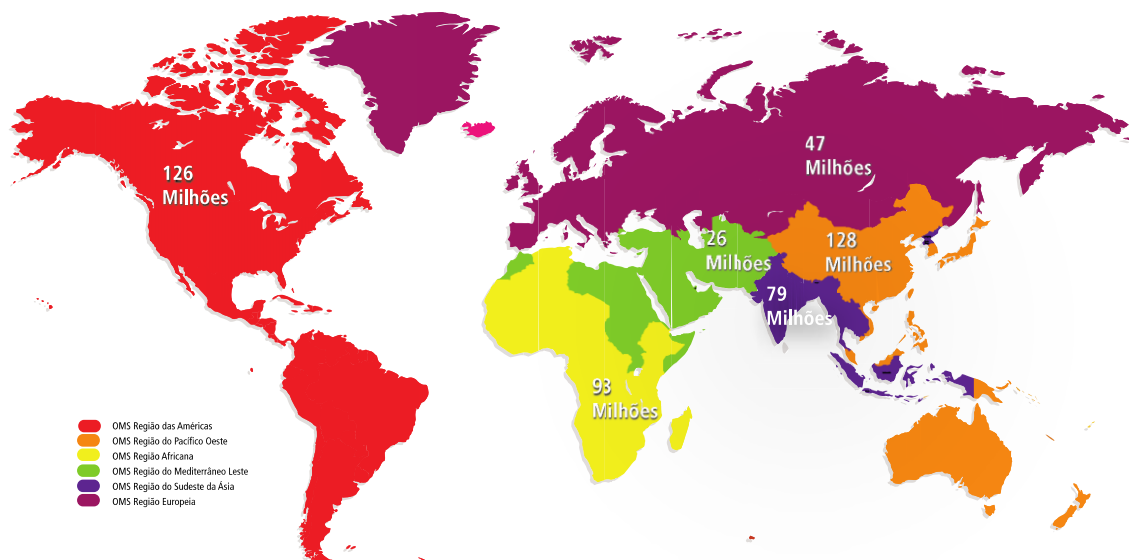 126
Milhões
47
Milhões
26
Milhões
128
Milhões
79
Milhões
93
Milhões
OMS Região das Américas
OMS Região do Pacífico Oeste
OMS Região Africana
OMS Região do Mediterrâneo Leste
OMS Região do Sudeste da Ásia
OMS Região Europeia